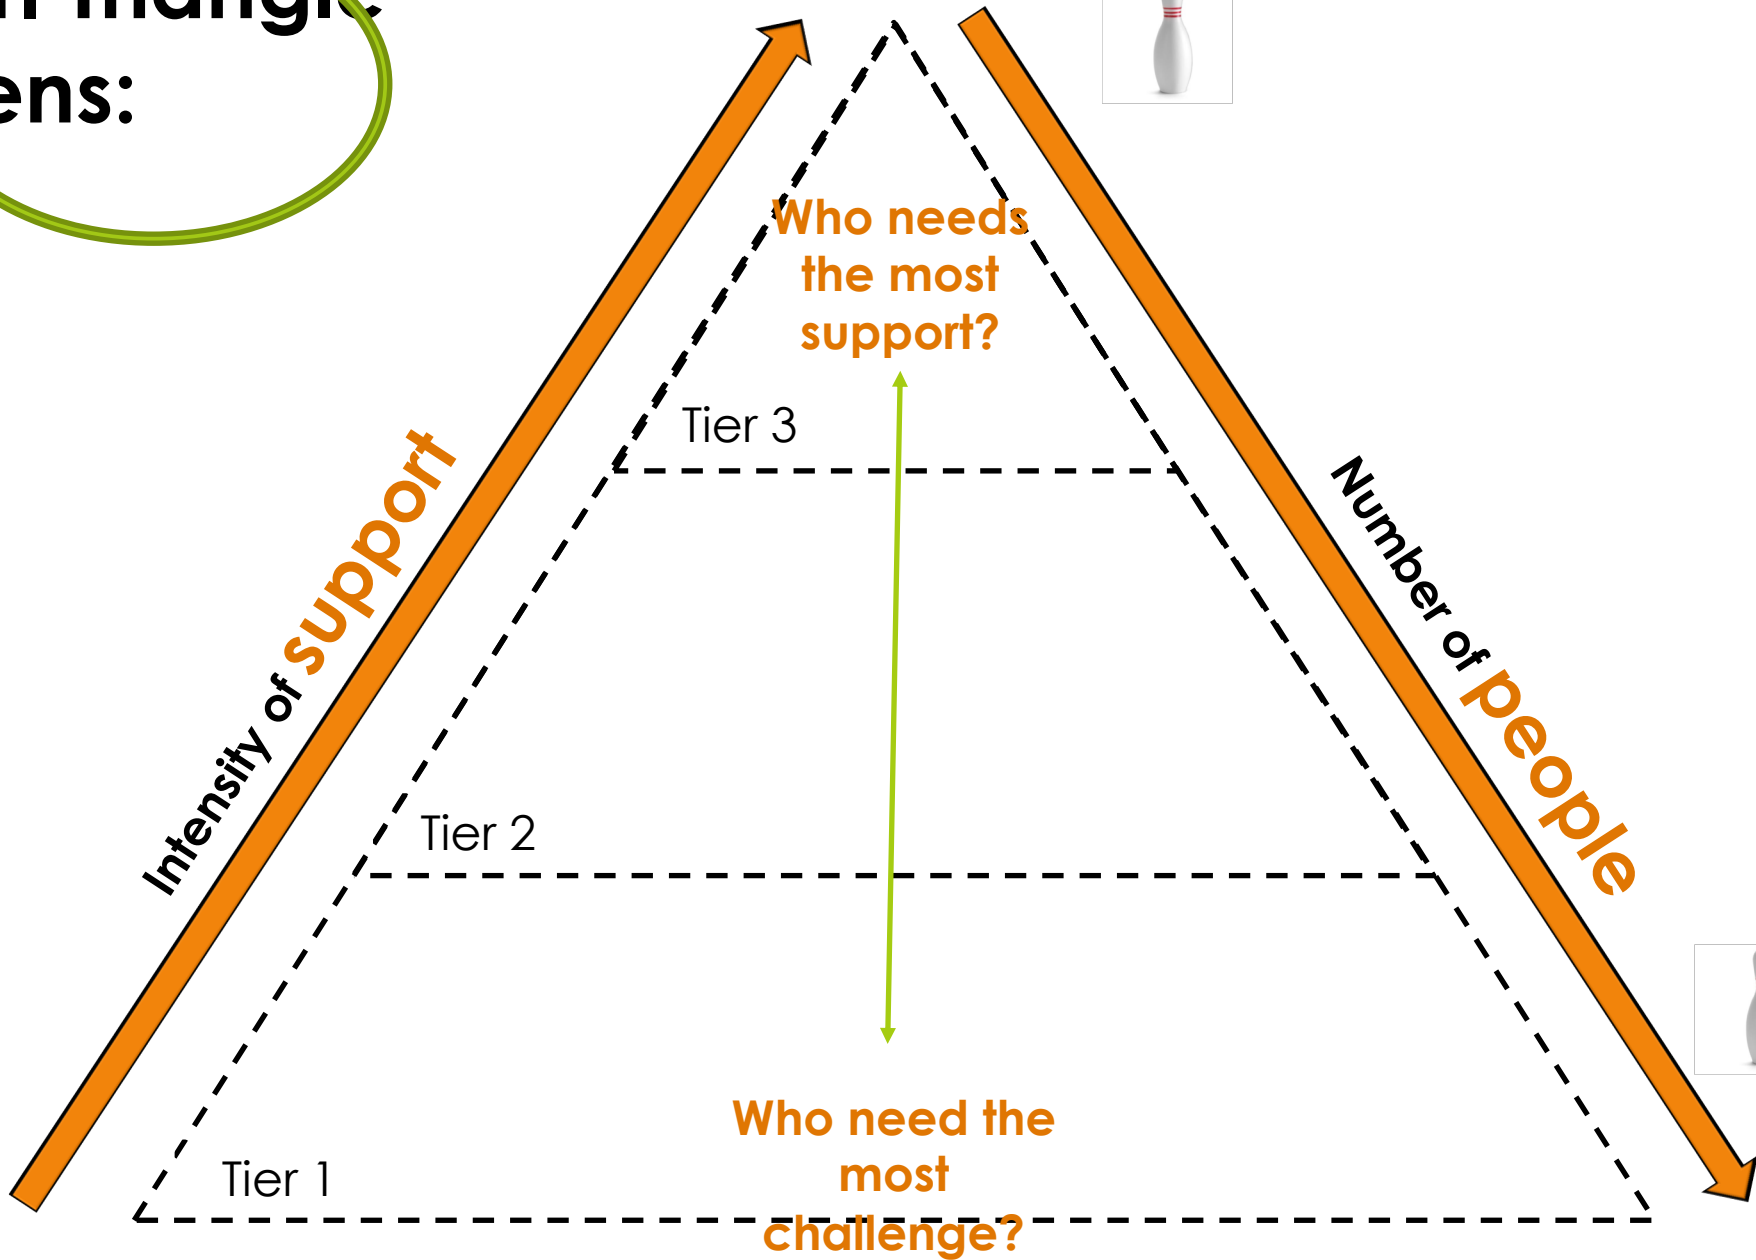 ens:
Who needs
the most
support?
Tier 3
Intensity of support
Number of people
Tier 2
Who need the
most
challenge?
Tier 1